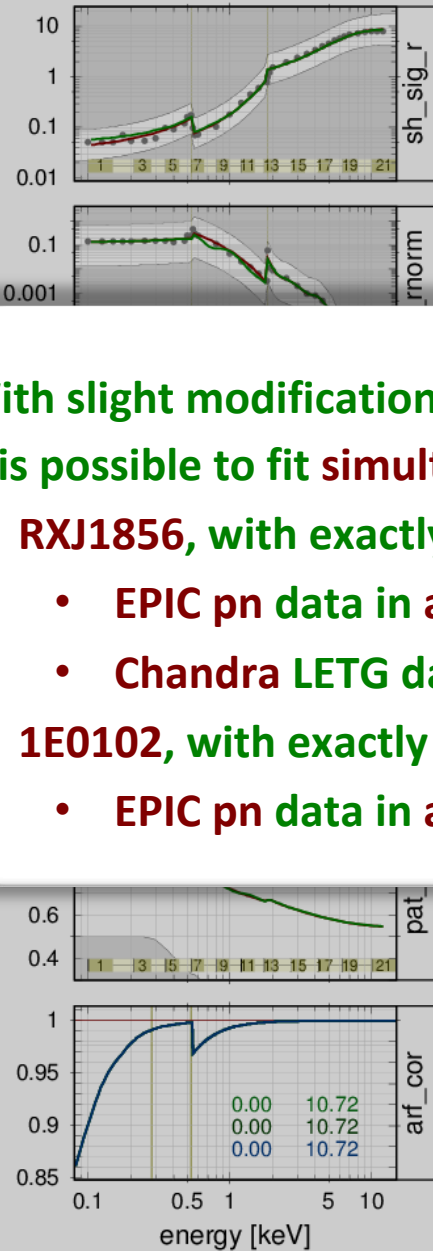 10
1
0.1
0.01
1 3 5 7 9 11 13 15 17 19 21
sh_sig_r
0.1
0.001
rnorm
ith slight modification
is possible to fit simult
RXJ1856, with exactly
• EPIC pn data in a
• Chandra LETG da
1E0102, with exactly
• EPIC pn data in a
0.6
0.4
1 3 5 7 9 11 13 15 17 19 21
pat_
1
0.95
0.9
0.85
0.00 10.72
0.00 10.72
0.00 10.72
arf_cor
0.1 0.5 1 5 10
energy [keV]